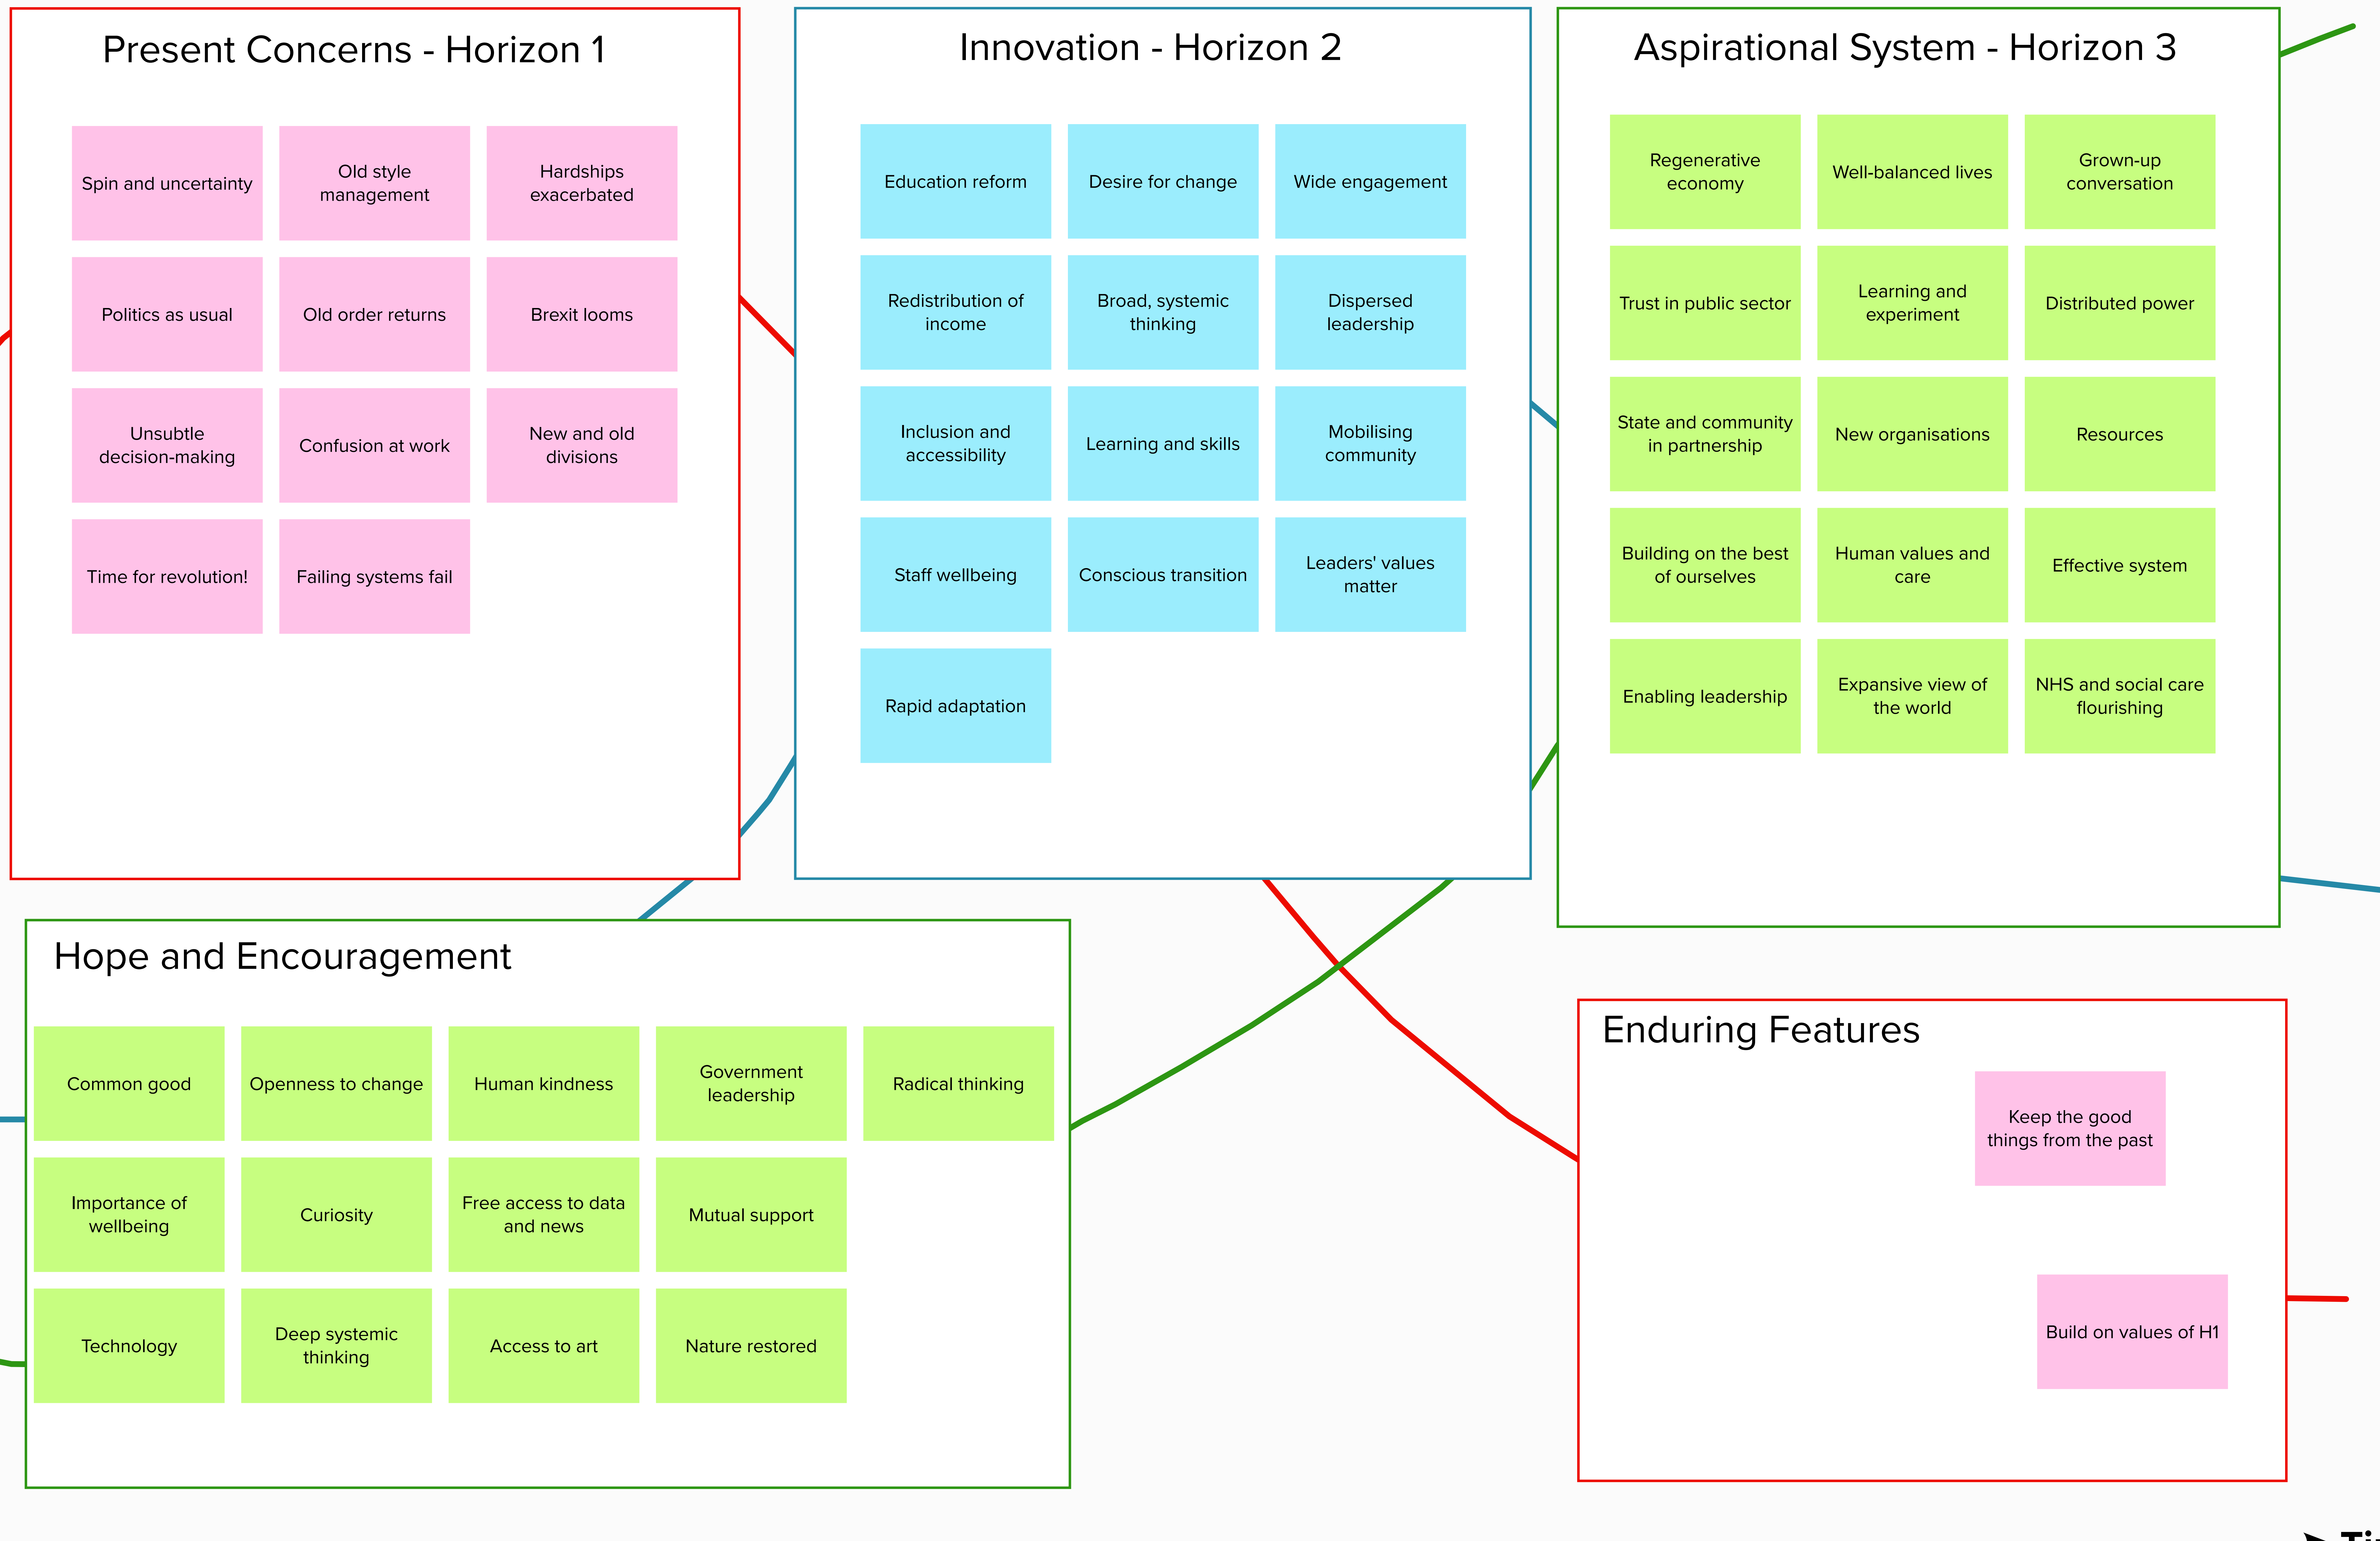 Present Concerns - Horizon 1
Spin and uncertainty
Old style
management
Hardships
exacerbated
Politics as usual
Old order returns
Brexit looms
Unsubtle
decision-making
Confusion at work
New and old
divisions
Time for revolution!
Failing systems fail
Innovation - Horizon 2
Education reform
Desire for change
Wide engagement
Redistribution of
income
Broad, systemic
thinking
Dispersed
leadership
Inclusion and
accessibility
Learning and skills
Mobilising
community
Staff wellbeing
Conscious transition
Leaders' values
matter
Rapid adaptation
Aspirational System - Horizon 3
Regenerative
economy
Well-balanced lives
Grown-up
conversation
Trust in public sector
Learning and
experiment
Distributed power
State and community
in partnership
New organisations
Resources
Building on the best
of ourselves
Human values and
care
Effective system
Enabling leadership
Expansive view of
the world
NHS and social care
flourishing
Hope and Encouragement
Common good
Openness to change
Human kindness
Government
leadership
Radical thinking
Importance of
wellbeing
Curiosity
Free access to data
and news
Mutual support
Technology
Deep systemic
thinking
Access to art
Nature restored
Enduring Features
Keep the good
things from the past
Build on values of H1